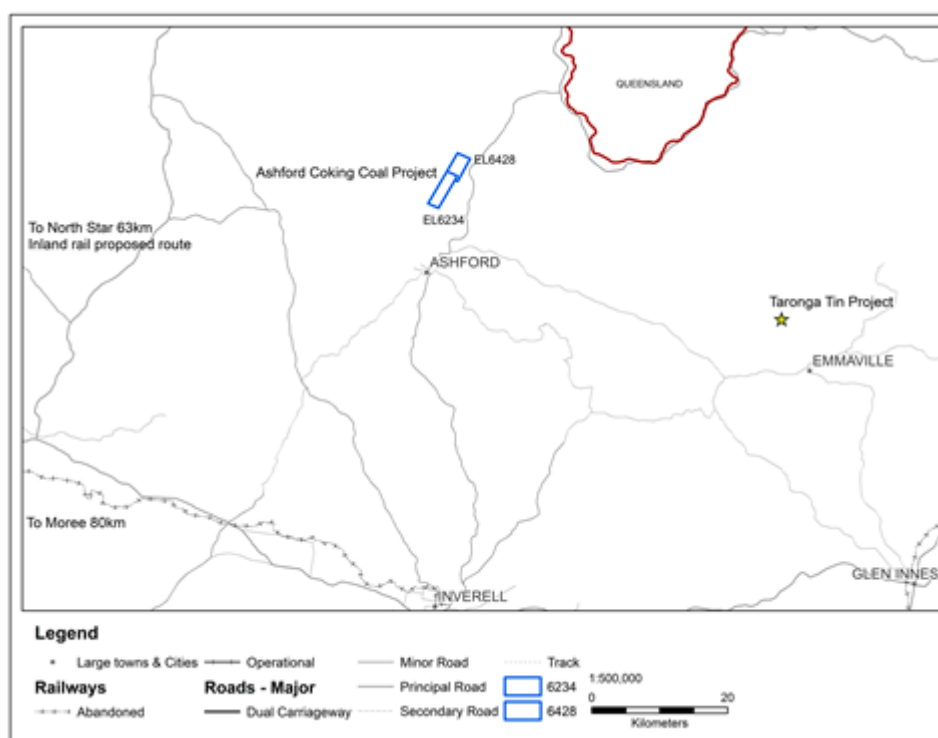 QUEENSLAND
EL6428
Ashford Coking Coal Project
EL6234
To North Star 63km
Inland rail proposed route
ASHFORD
Taronga Tin Project
EMMAVILLE
To Moree 80km
GLEN INNES
INVERELL
Legend
Large towns & Cities
Operational
Minor Road
Track
Railways
Roads - Major
Principal Road
6234
1:500,000
0 20
Abandoned
Dual Carriageway
Secondary Road
6428
Kilometers